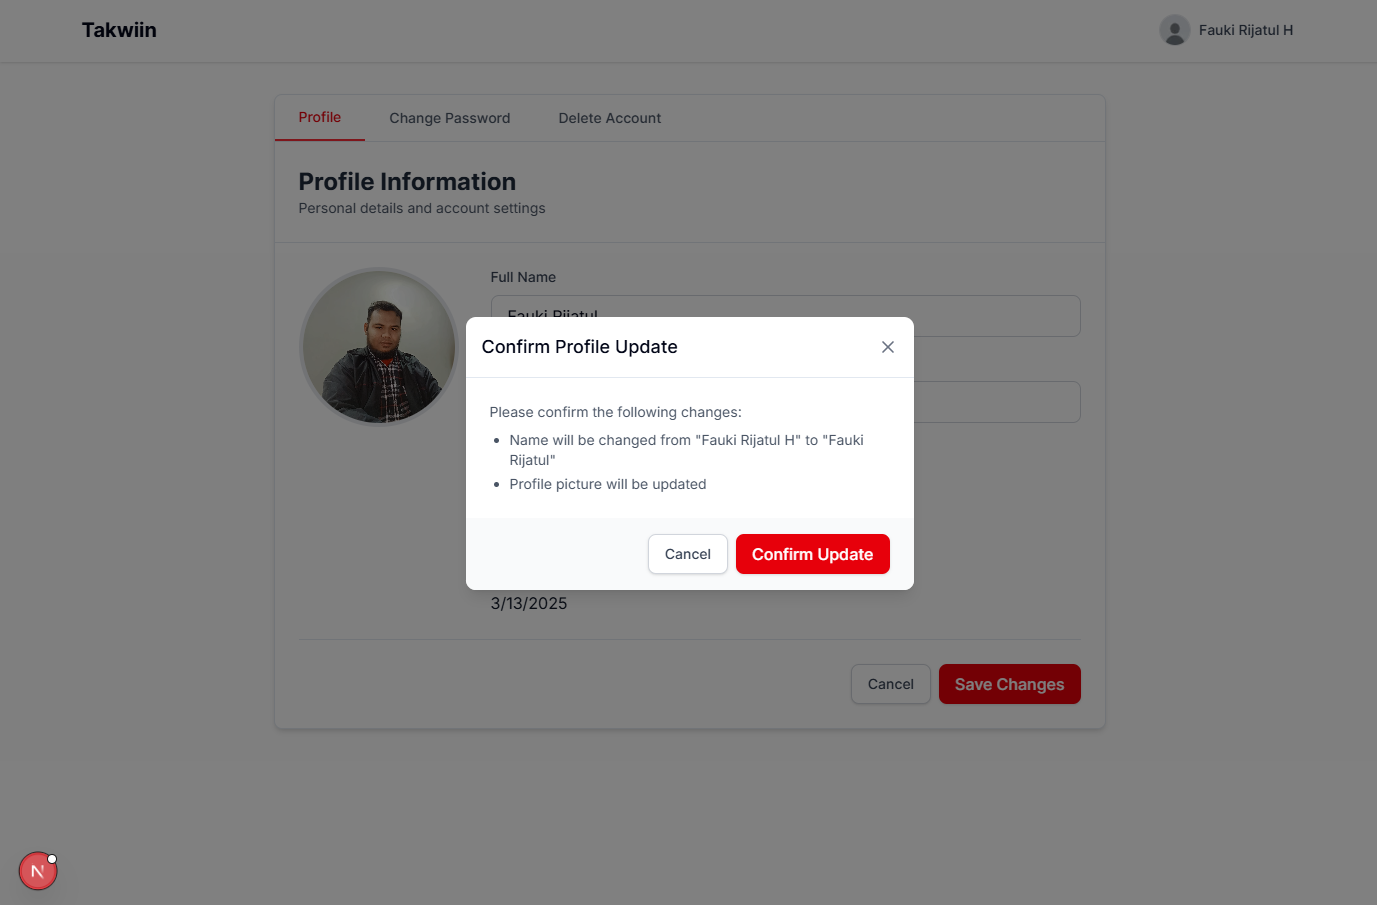 Takwiin
Fauki Rijatul H
Profile
Change Password
Delete Account
Profile Information
Personal details and account settings
Full Name
Fauki Rijatul
Confirm Profile Update
Please confirm the following changes:
• Name will be changed from "Fauki Rijatul H" to "Fauki
Rijatul"
• Profile picture will be updated
Cancel
Confirm Update
3/13/2025
Cancel
Save Changes
N